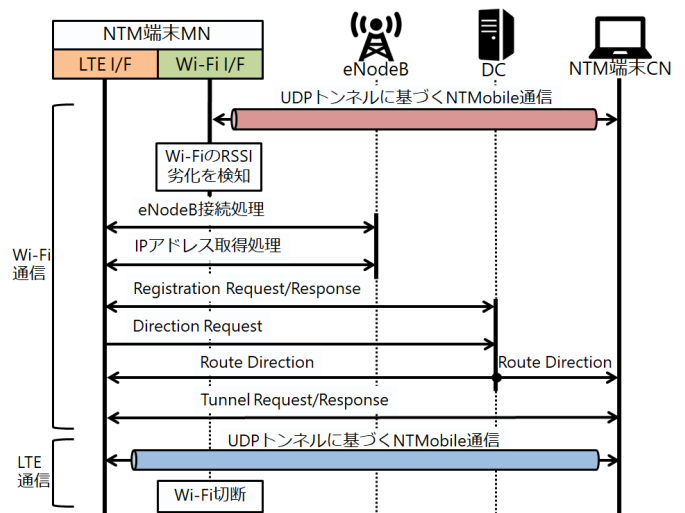 NTM端末MN
LTE I/F
Wi-Fi I/F
eNodeB
DC
NTM端末CN
UDPトンネルに基づくNTMobile通信
Wi-FiのRSSI
劣化を検知
eNodeB接続処理
IPアドレス取得処理
Wi-Fi
通信
Registration Request/Response
Direction Request
Route Direction
Route Direction
Tunnel Request/Response
UDPトンネルに基づくNTMobile通信
LTE
通信
Wi-Fi切断